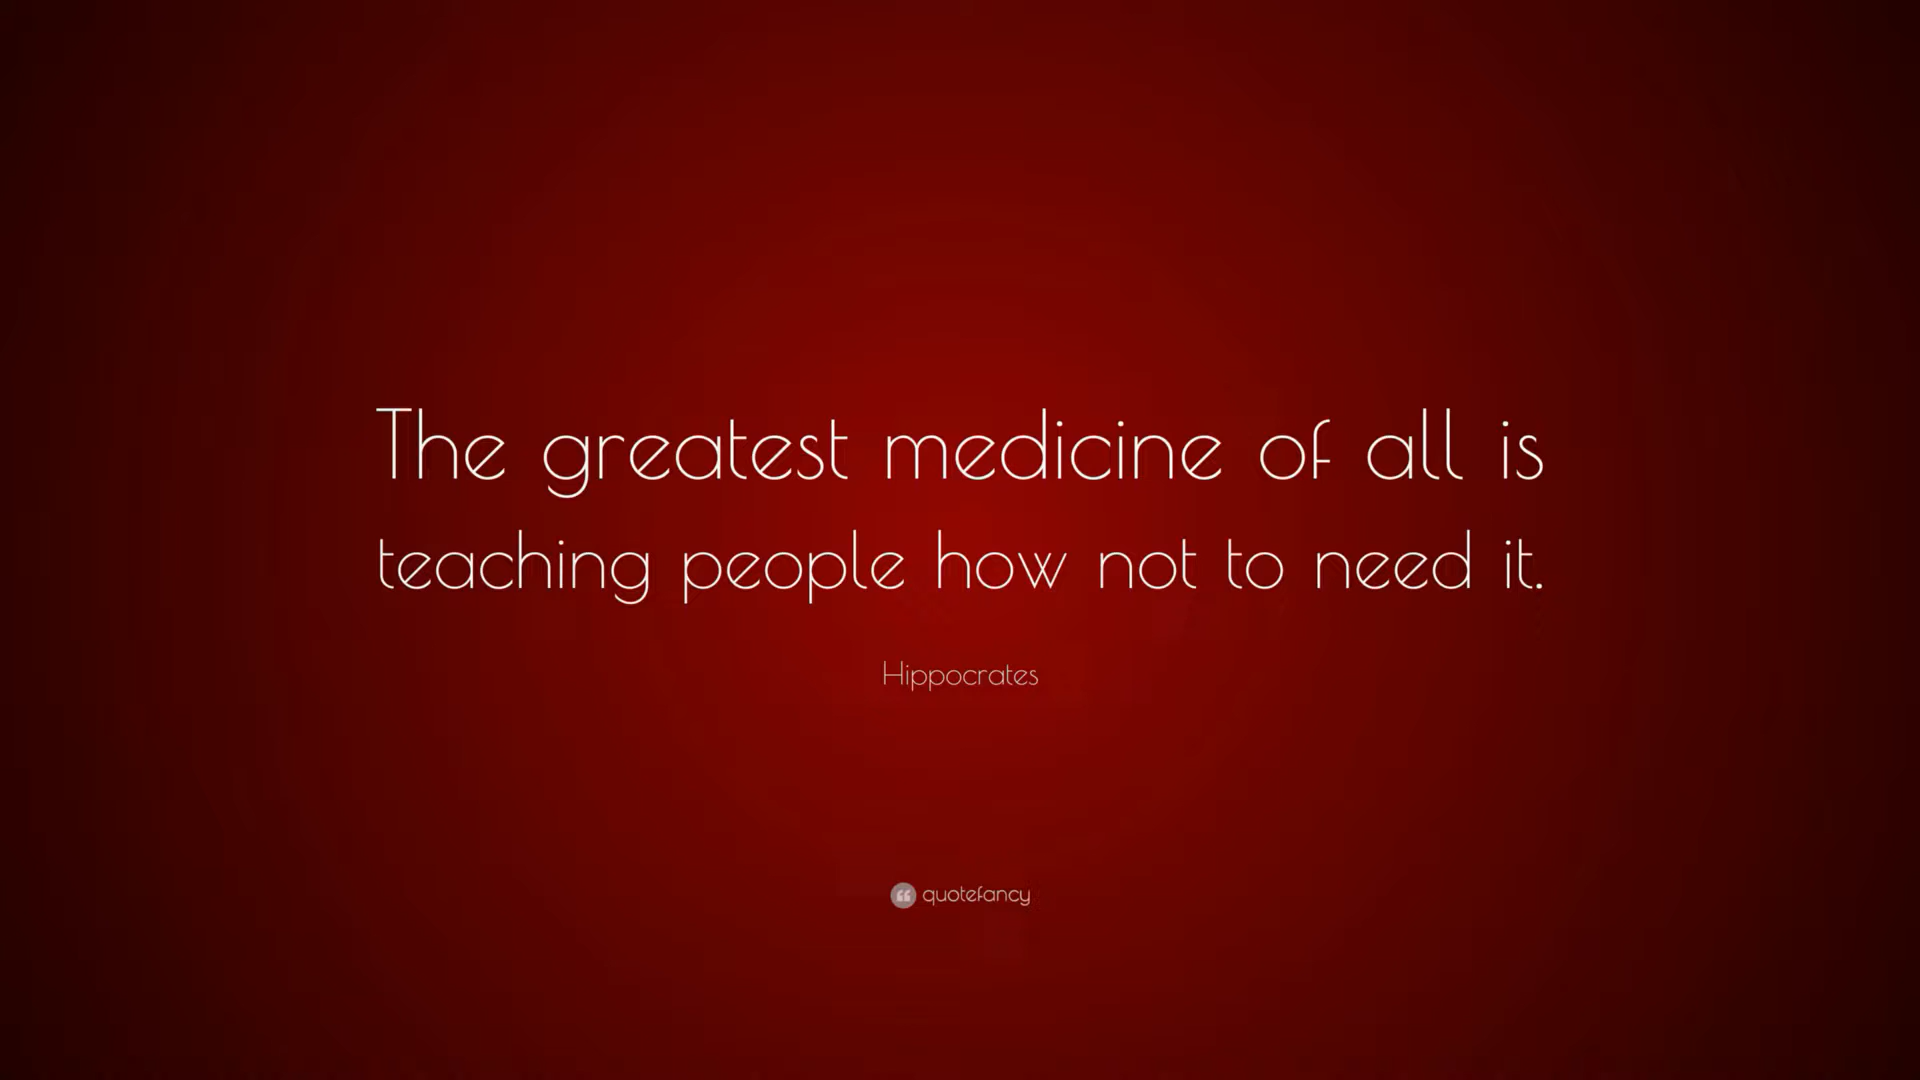 The greatest medicine of all is
teaching people how not to need it.
Hippocrates
quotefancy